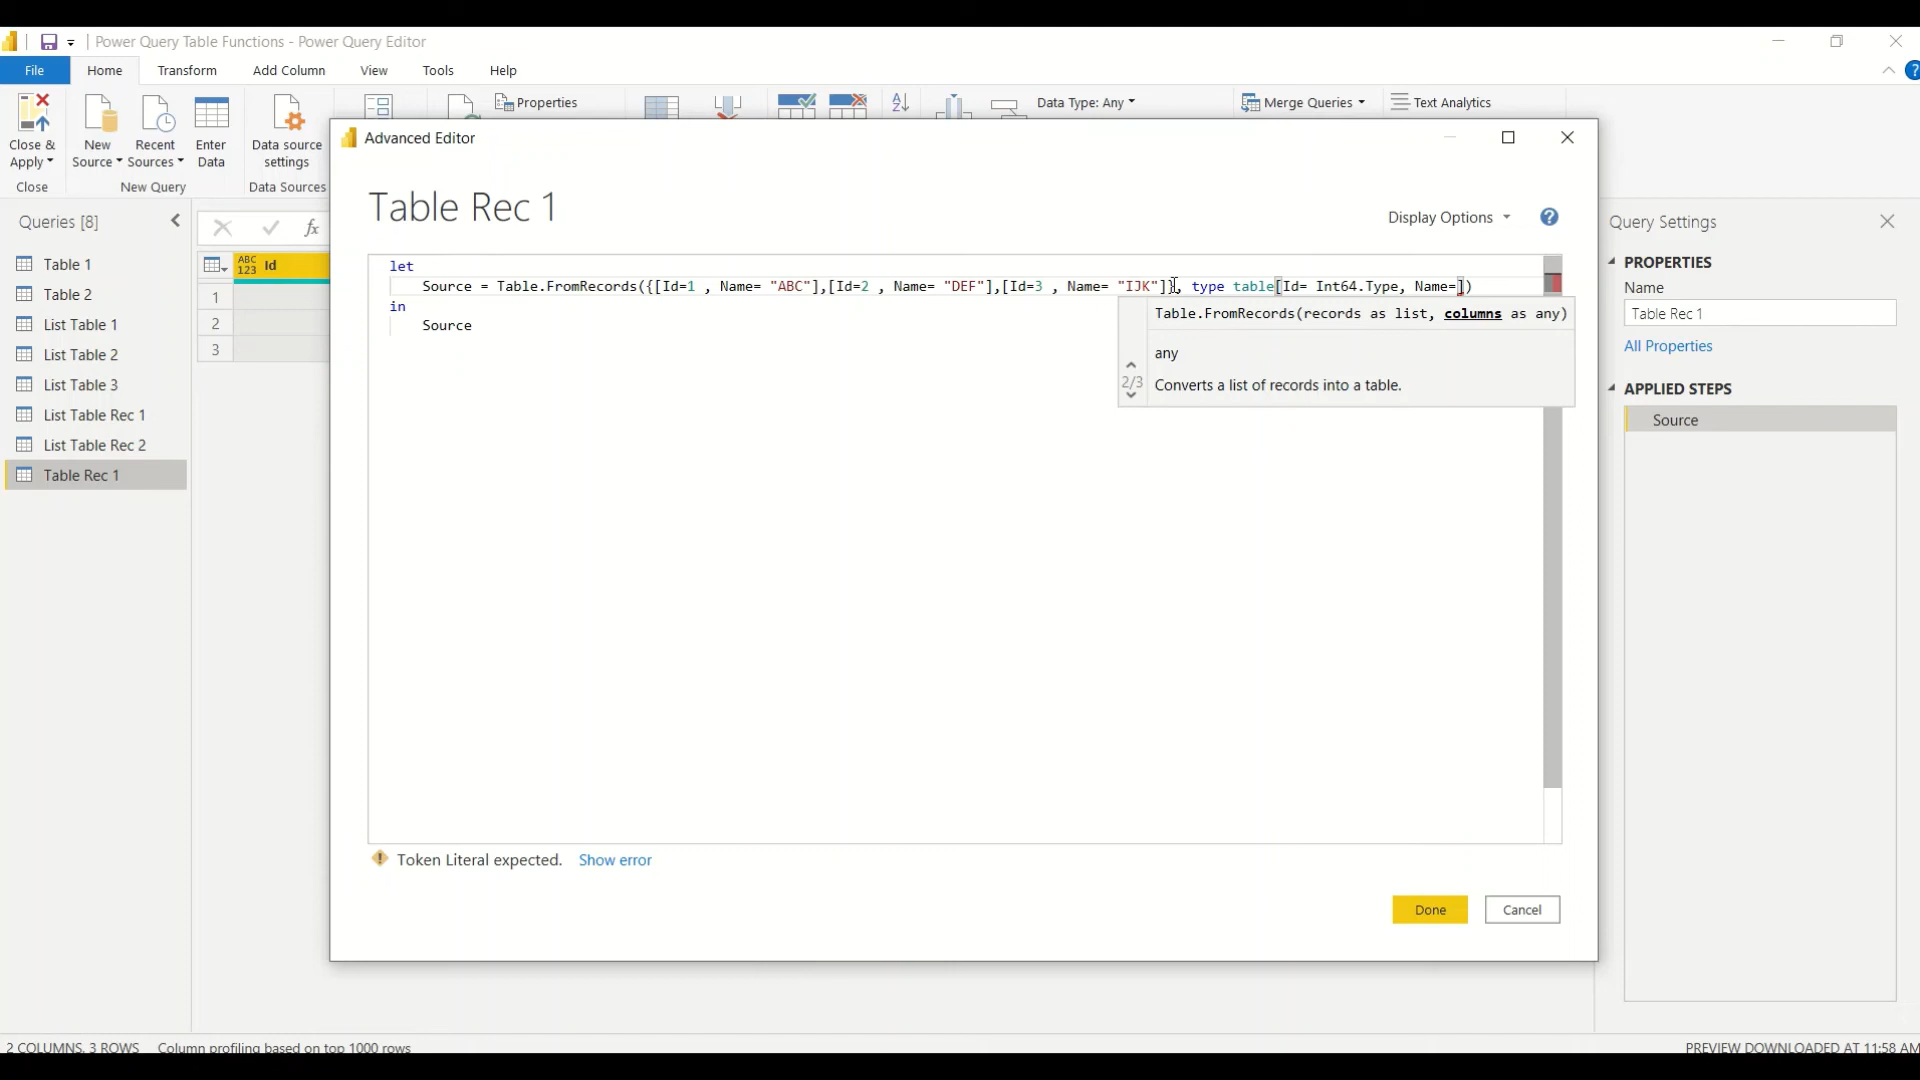 Power Query Table Functions - Power Query Editor
File Home Transform Add Column View Tools Help
?
Close & Apply
New Source
Recent Sources
Enter Data
Data source settings
Properties
Data Type: Any
Merge Queries
Text Analytics
Close
New Query
Data Sources
Queries [8]
fx
ABC 123 Id
1
2
3
Table 1
Table 2
List Table 1
List Table 2
List Table 3
List Table Rec 1
List Table Rec 2
Table Rec 1
Advanced Editor
Table Rec 1
Display Options
?
let
Source = Table.FromRecords({[Id=1 , Name= "ABC"],[Id=2 , Name= "DEF"],[Id=3 , Name= "IJK"]}, type table[Id= Int64.Type, Name=])
in
Source
Table.FromRecords(records as list, columns as any)
any
2/3
Converts a list of records into a table.
Token Literal expected. Show error
Done
Cancel
Query Settings
PROPERTIES
Name
Table Rec 1
All Properties
APPLIED STEPS
Source
2 COLUMNS, 3 ROWS Column profiling based on top 1000 rows
PREVIEW DOWNLOADED AT 11:58 AM